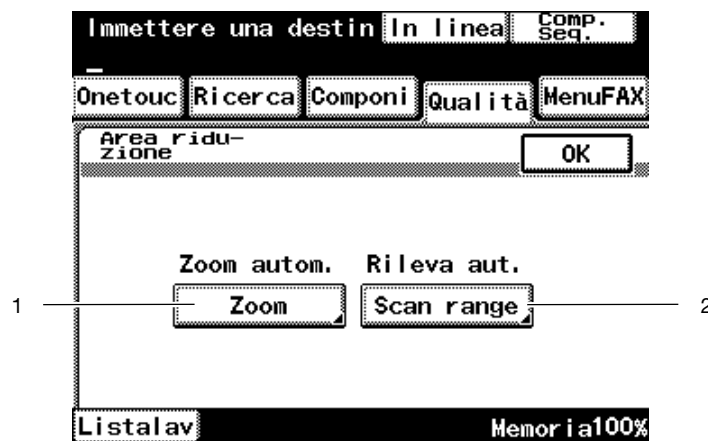 Immettere una destin In linea Comp. Seq.
Onetouc Ricerca Componi Qualità MenuFAX
Area ridu-
zione
OK
Zoom autom. Rileva aut.
1 Zoom Scan range 2
Listalav Memoria100%